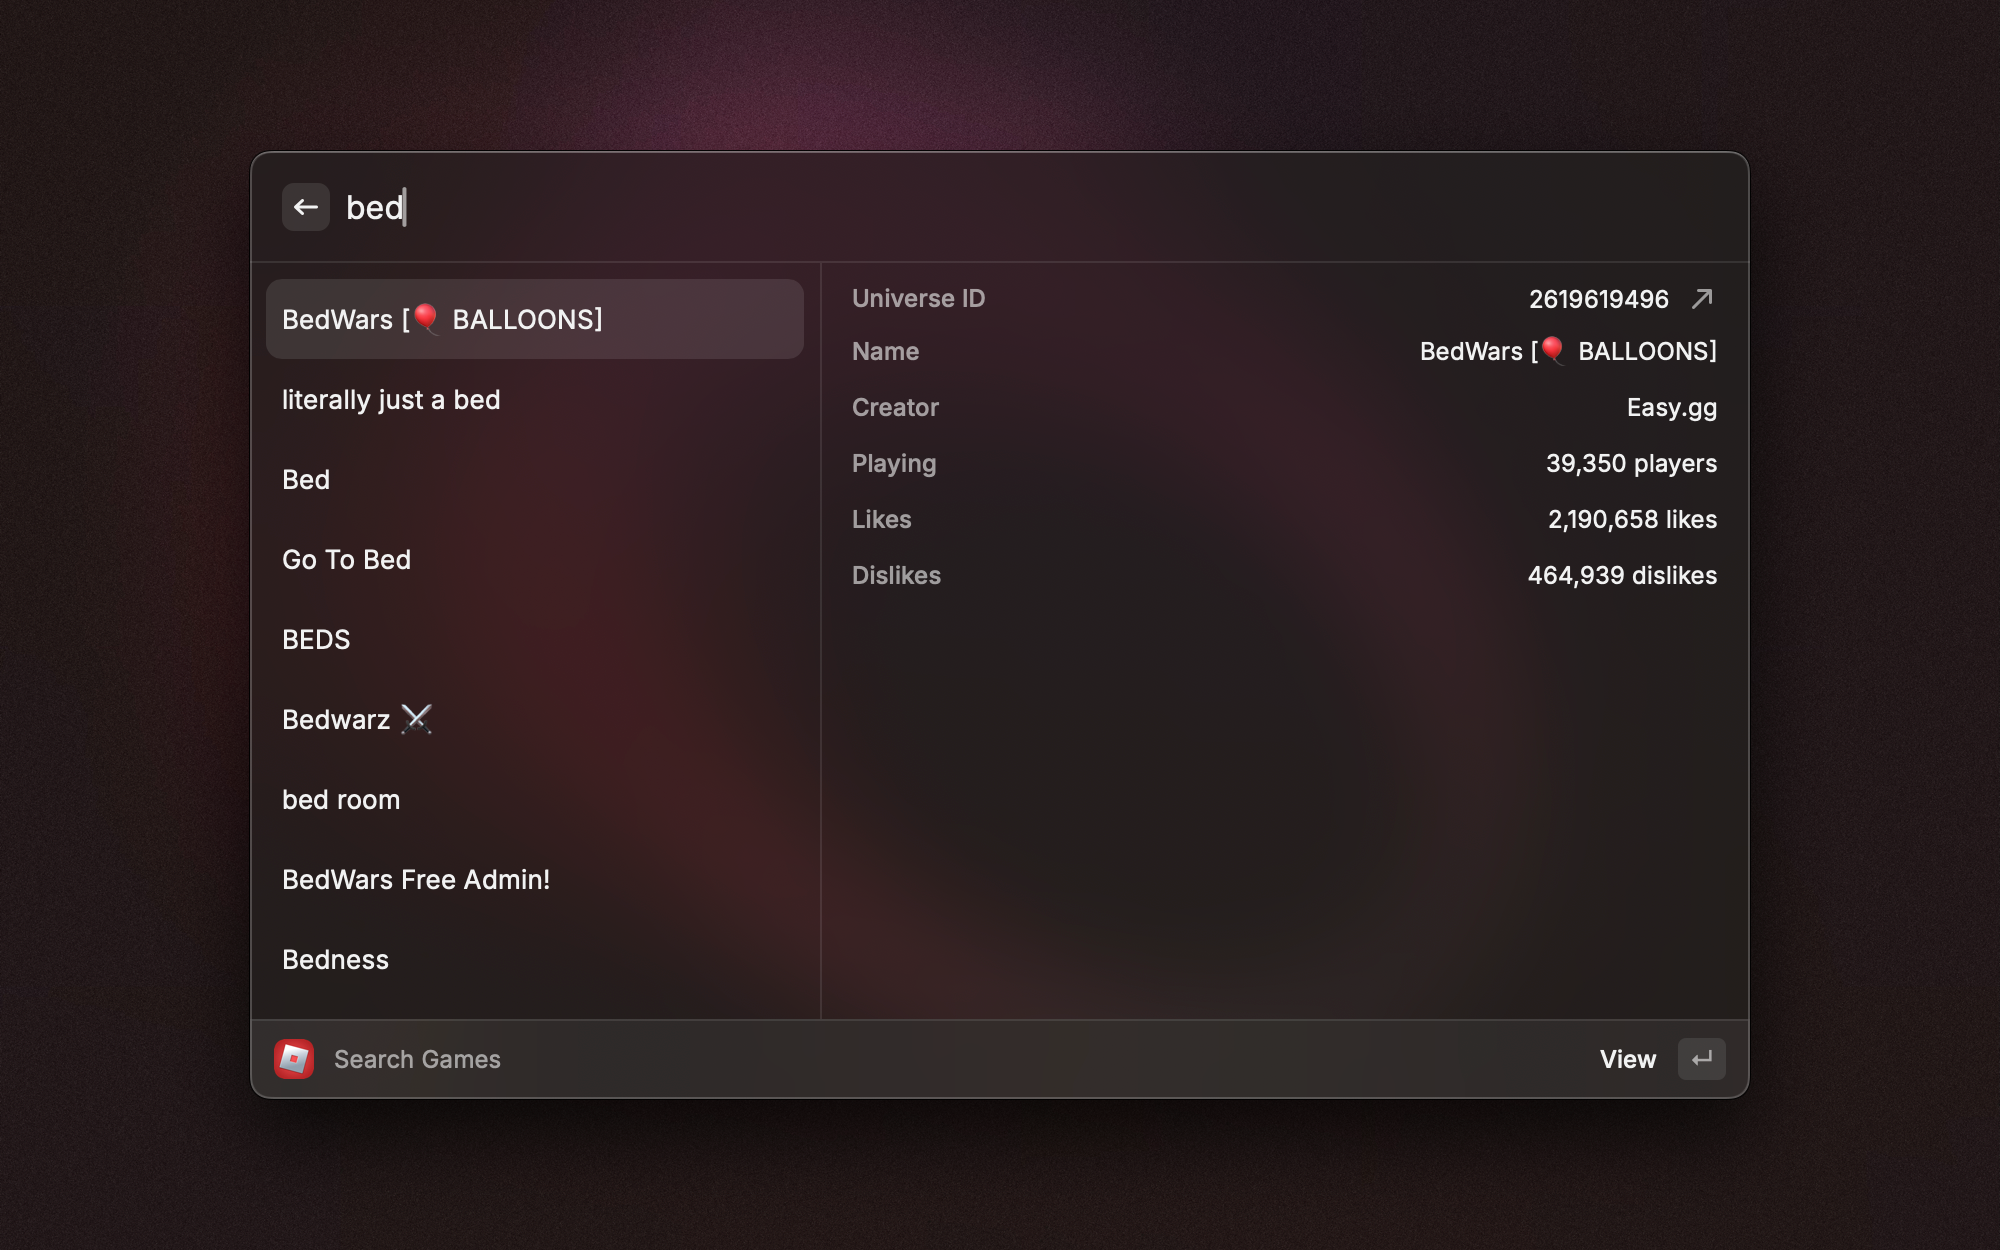 bed
BedWars [🎈 BALLOONS]
literally just a bed
Bed
Go To Bed
BEDS
Bedwarz ⚔️
bed room
BedWars Free Admin!
Bedness
Universe ID 2619619496
Name BedWars [🎈 BALLOONS]
Creator Easy.gg
Playing 39,350 players
Likes 2,190,658 likes
Dislikes 464,939 dislikes
Search Games View